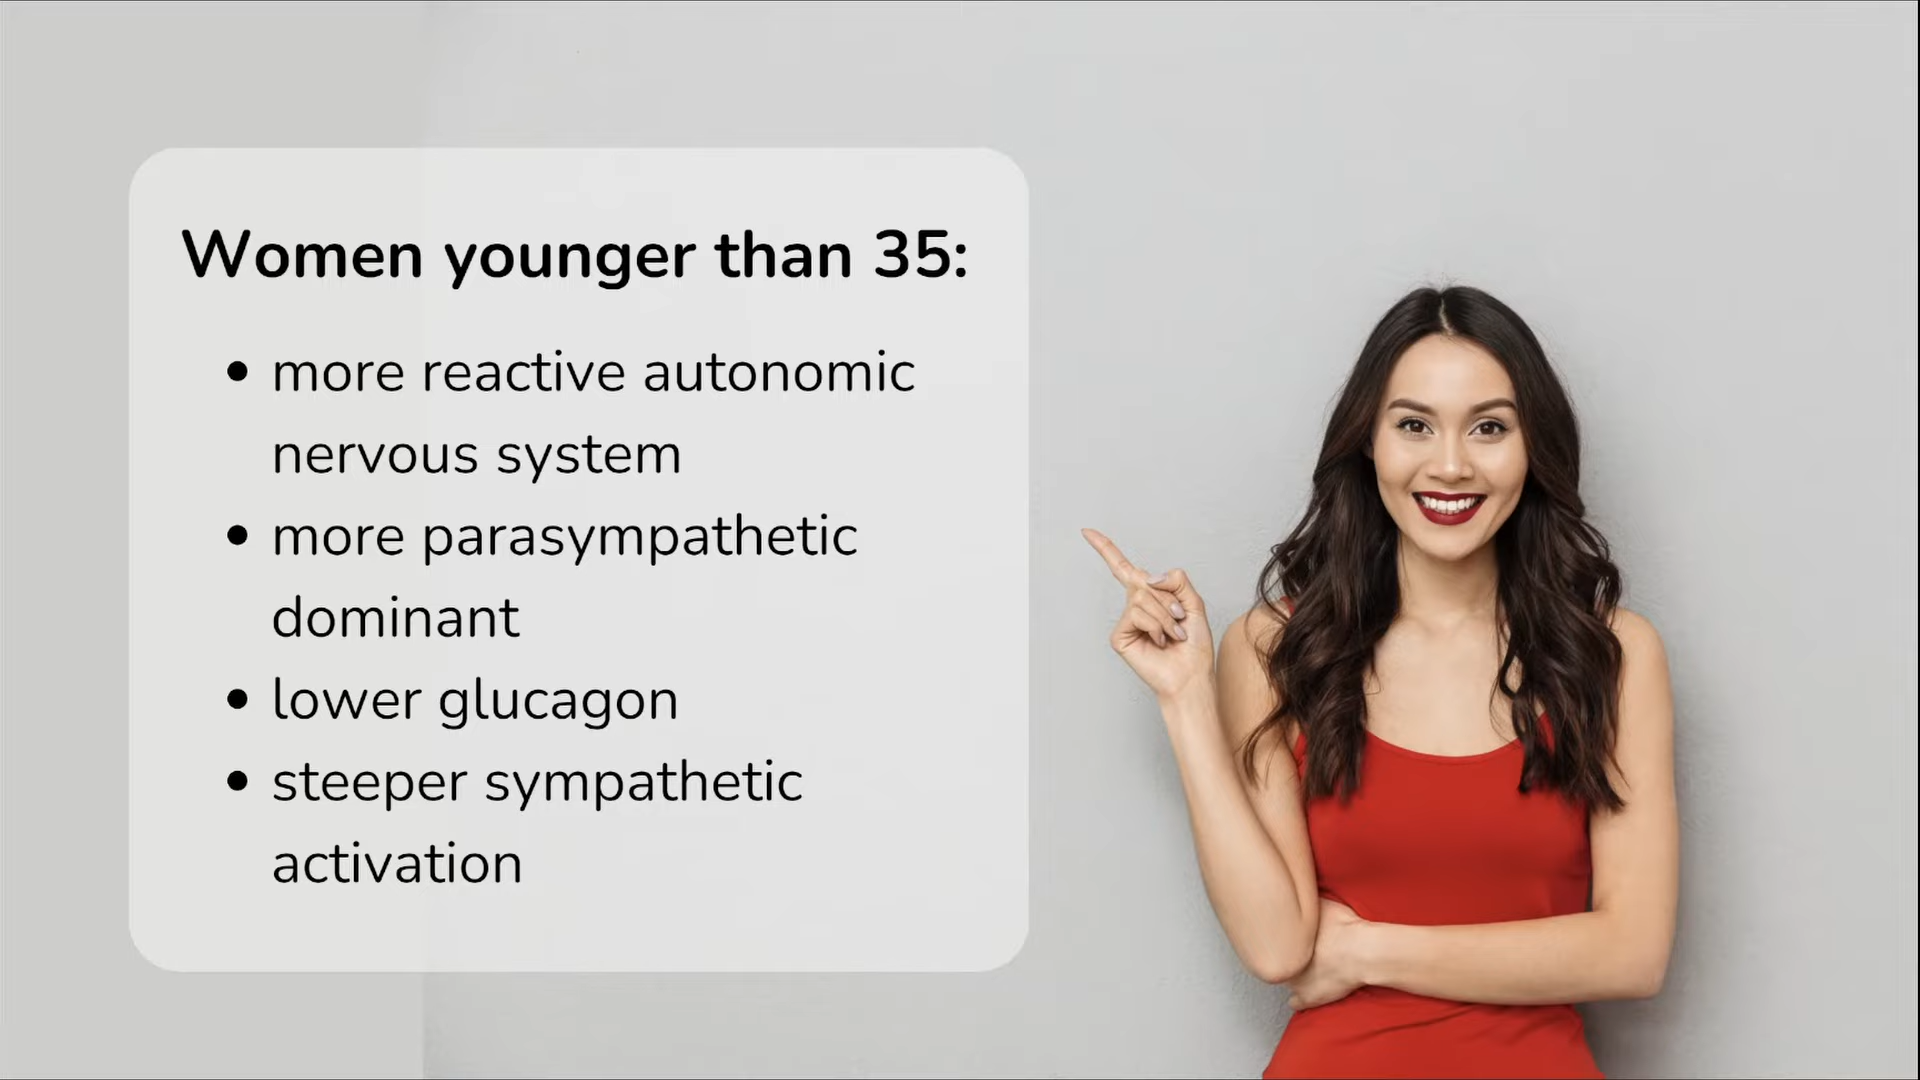 Women younger than 35:
• more reactive autonomic
nervous system
• more parasympathetic
dominant
• lower glucagon
• steeper sympathetic
activation